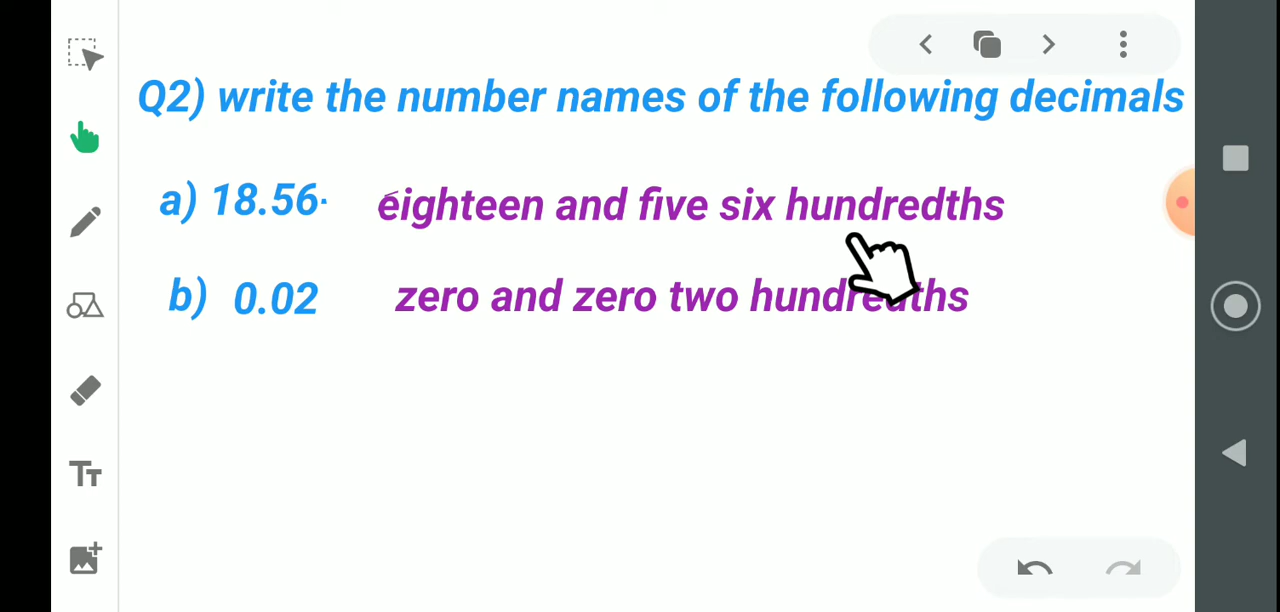 Q2) write the number names of the following decimals
a) 18.56. eighteen and five six hundredths
b) 0.02 zero and zero two hundredths
TT